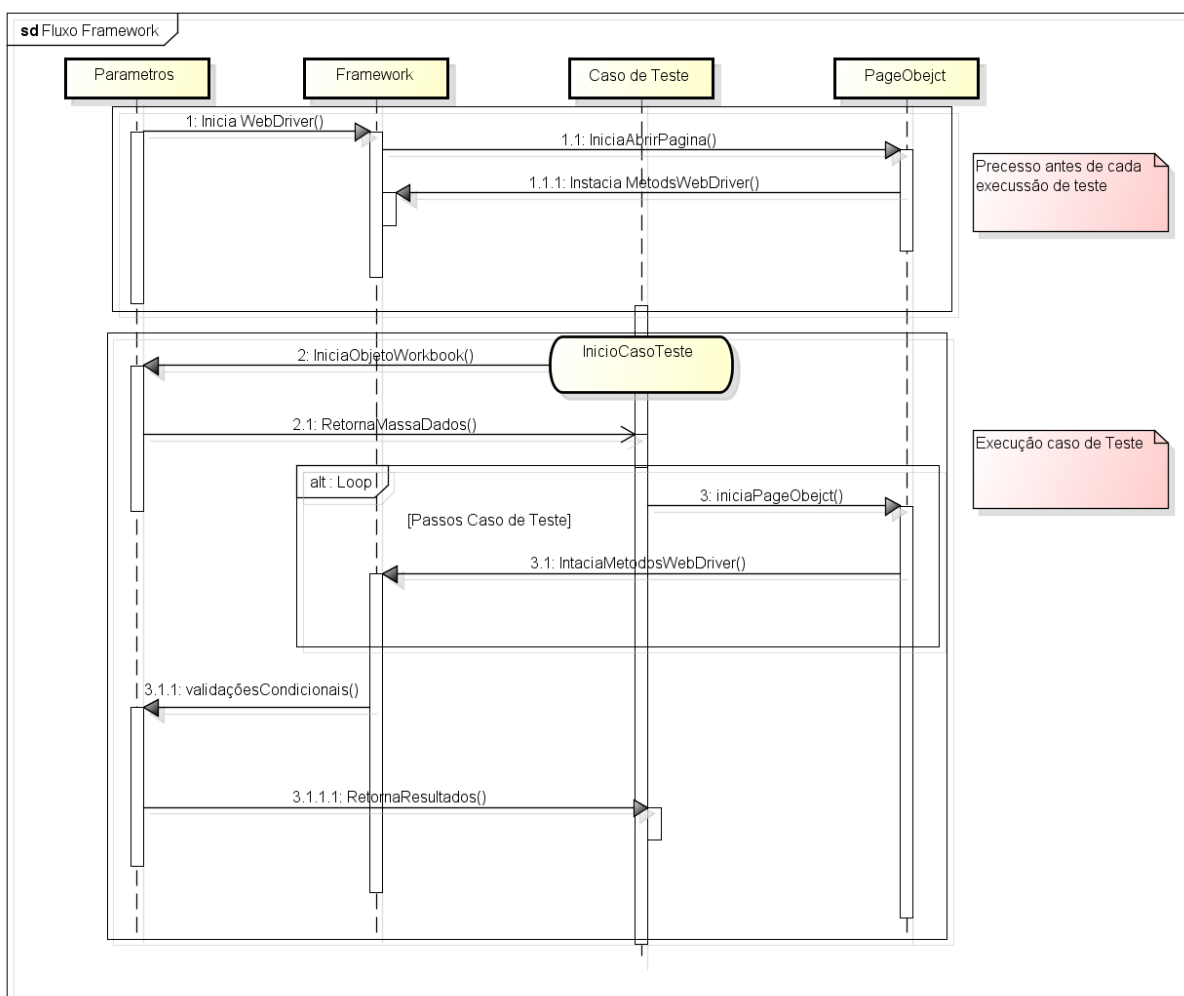 sd Fluxo Framework
Parametros
Framework
Caso de Teste
PageObejct
1: Inicia WebDriver()
1.1: IniciaAbrirPagina()
1.1.1: Instacia MetodsWebDriver()
Precesso antes de cada
execussão de teste
InicioCasoTeste
2: IniciaObjetoWorkbook()
2.1: RetornaMassaDados()
Execução caso de Teste
alt : Loop
[Passos Caso de Teste]
3: iniciaPageObejct()
3.1: IntaciaMetodosWebDriver()
3.1.1: validaçõesCondicionais()
3.1.1.1: RetornaResultados()